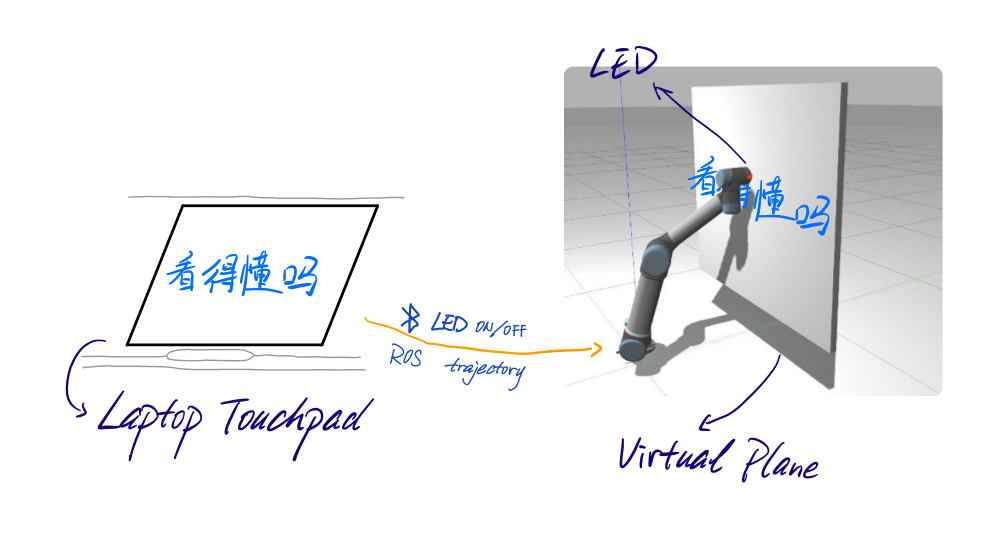 LED
看得懂吗
看得懂吗
LED ON/OFF
ROS trajectory
Laptop Touchpad
Virtual Plane